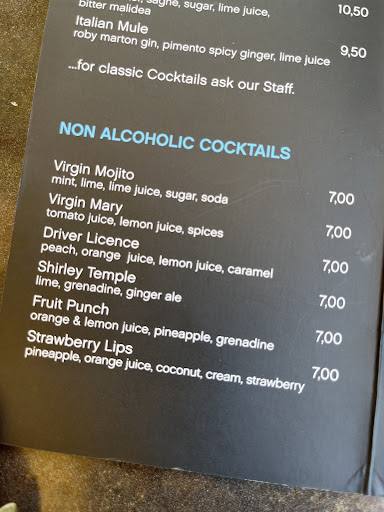 sugar, lime juice,
bitter malidea 10,50
Italian Mule
roby marton gin, pimento spicy ginger, lime juice 9,50
...for classic Cocktails ask our Staff.
NON ALCOHOLIC COCKTAILS
Virgin Mojito
mint, lime, lime juice, sugar, soda 7,00
Virgin Mary
tomato juice, lemon juice, spices 7,00
Driver Licence
peach, orange juice, lemon juice, caramel 7,00
Shirley Temple
lime, grenadine, ginger ale 7,00
Fruit Punch
orange & lemon juice, pineapple, grenadine 7,00
Strawberry Lips
pineapple, orange juice, coconut, cream, strawberry 7,00